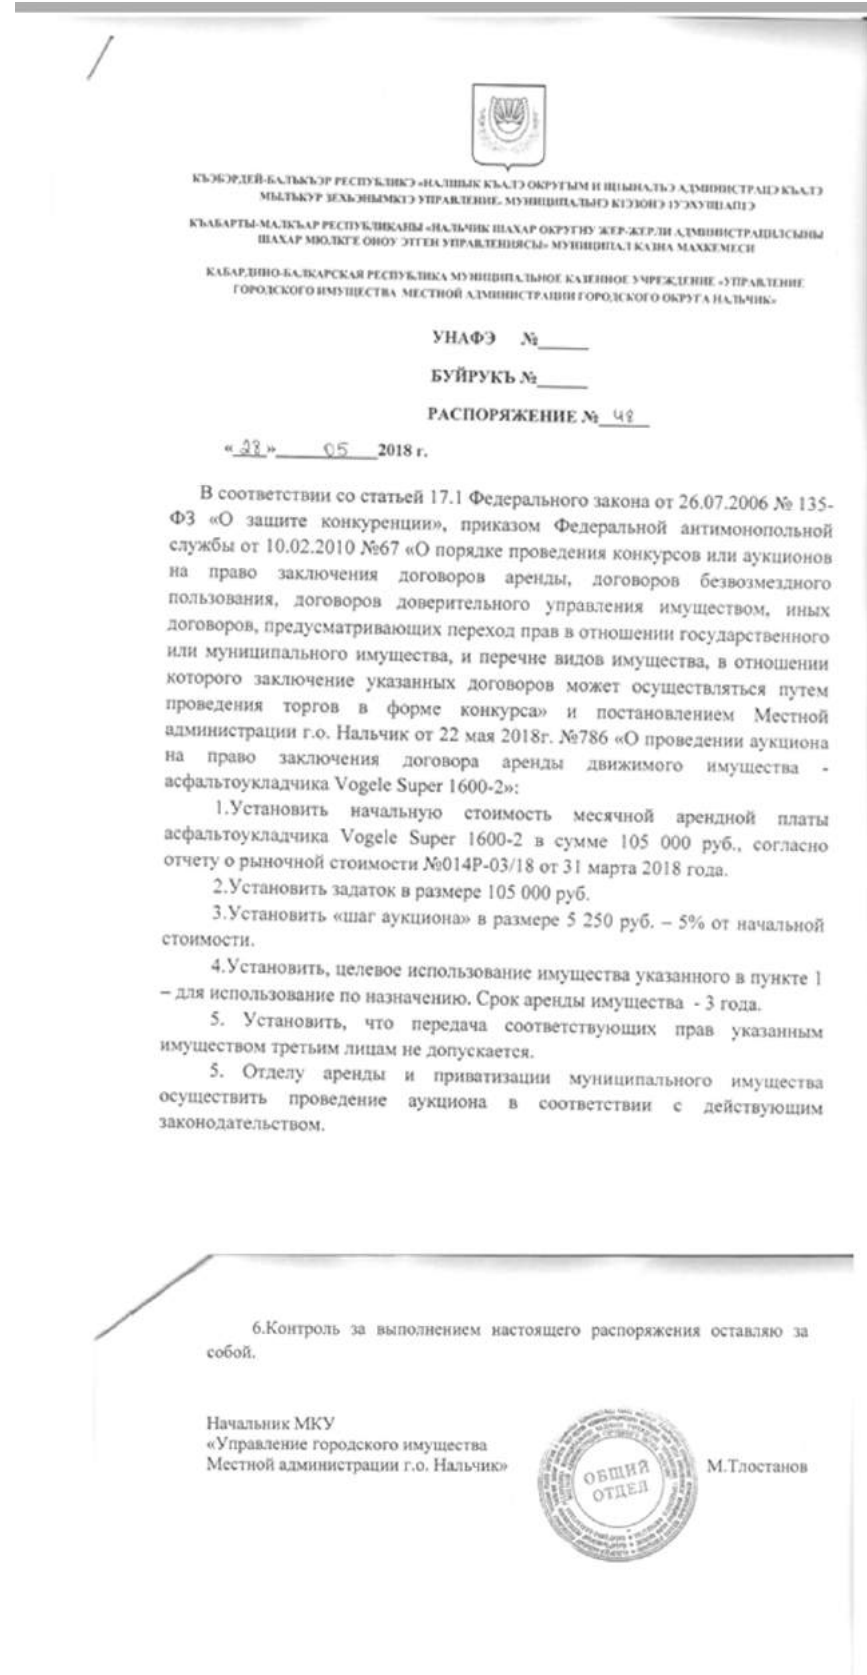 КЪЭБЭРДЕЙ-БАЛЪКЪЭР РЕСПУБЛИКЭ «НАЛШЫК КЪАЛЭ ОКРУГЫМ И ЩIЫНАЛЪЭ АДМИНИСТРАЦЭ КЪАЛЭ
МЫЛЪКУР ЗЕХЬЭНЫМКIЭ УПРАВЛЕНИЕ» МУНИЦИПАЛЬНЭ КIЭЗОНЭ IУЭХУЩIАПIЭ
КЪАБАРТЫ-МАЛКЪАР РЕСПУБЛИКАНЫ «НАЛЬЧИК ШАХАР ОКРУГНУ ЖЕР-ЖЕРЛИ АДМИНИСТРАЦИЯСЫНЫ
ШАХАР МЮЛКГЕ ОНОУ ЭТГЕН УПРАВЛЕНИЯСЫ» МУНИЦИПАЛ КАЗНА МАХКЕМЕСИ
КАБАРДИНО-БАЛКАРСКАЯ РЕСПУБЛИКА МУНИЦИПАЛЬНОЕ КАЗЕННОЕ УЧРЕЖДЕНИЕ «УПРАВЛЕНИЕ
ГОРОДСКОГО ИМУЩЕСТВА МЕСТНОЙ АДМИНИСТРАЦИИ ГОРОДСКОГО ОКРУГА НАЛЬЧИК»
УНАФЭ №______
БУЙРУКЪ №______
РАСПОРЯЖЕНИЕ № 48
«28» 05 2018 г.
В соответствии со статьей 17.1 Федерального закона от 26.07.2006 № 135-
ФЗ «О защите конкуренции», приказом Федеральной антимонопольной
службы от 10.02.2010 №67 «О порядке проведения конкурсов или аукционов
на право заключения договоров аренды, договоров безвозмездного
пользования, договоров доверительного управления имуществом, иных
договоров, предусматривающих переход прав в отношении государственного
или муниципального имущества, и перечне видов имущества, в отношении
которого заключение указанных договоров может осуществляться путем
проведения торгов в форме конкурса» и постановлением Местной
администрации г.о. Нальчик от 22 мая 2018г. №786 «О проведении аукциона
на право заключения договора аренды движимого имущества -
асфальтоукладчика Vogele Super 1600-2»:
1.Установить начальную стоимость месячной арендной платы
асфальтоукладчика Vogele Super 1600-2 в сумме 105 000 руб., согласно
отчету о рыночной стоимости №014Р-03/18 от 31 марта 2018 года.
2.Установить задаток в размере 105 000 руб.
3.Установить «шаг аукциона» в размере 5 250 руб. – 5% от начальной
стоимости.
4.Установить, целевое использование имущества указанного в пункте 1
– для использование по назначению. Срок аренды имущества - 3 года.
5. Установить, что передача соответствующих прав указанным
имуществом третьим лицам не допускается.
5. Отделу аренды и приватизации муниципального имущества
осуществить проведение аукциона в соответствии с действующим
законодательством.
6.Контроль за выполнением настоящего распоряжения оставляю за
собой.
Начальник МКУ
«Управление городского имущества
Местной администрации г.о. Нальчик»
М.Тлостанов
ОБЩИЙ
ОТДЕЛ